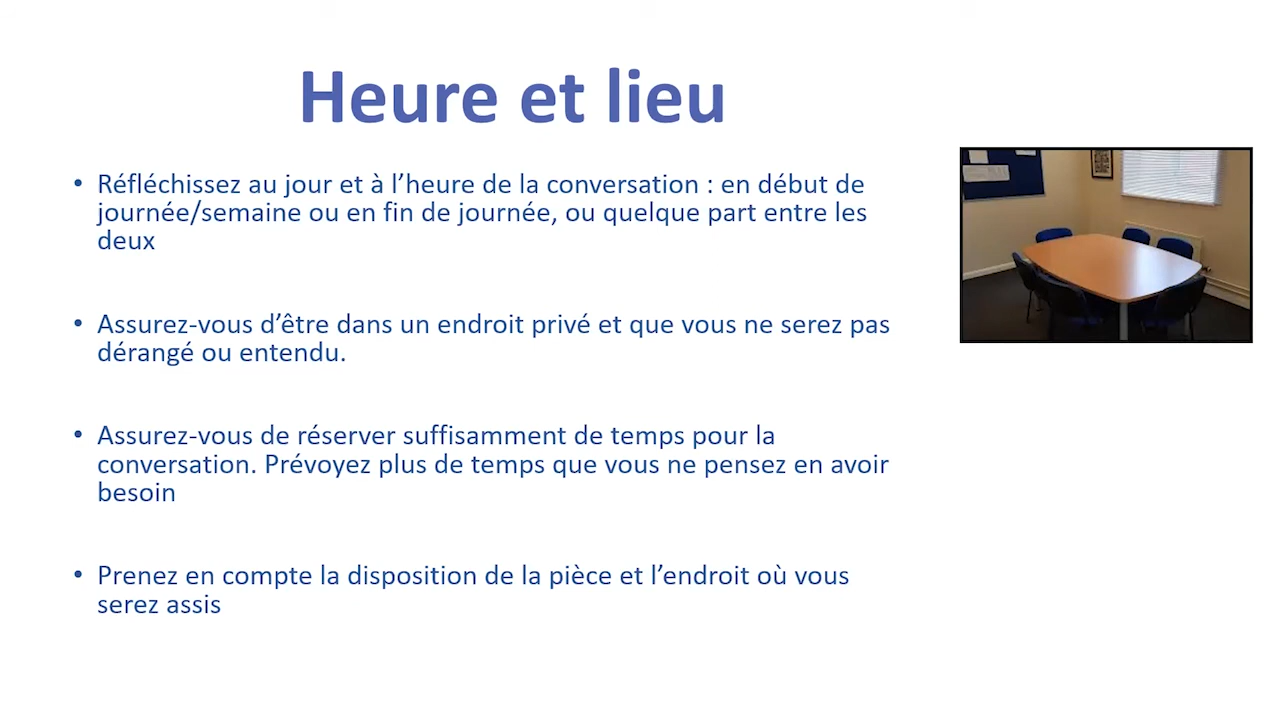 Heure et lieu
• Réfléchissez au jour et à l’heure de la conversation : en début de
journée/semaine ou en fin de journée, ou quelque part entre les
deux
• Assurez-vous d’être dans un endroit privé et que vous ne serez pas
dérangé ou entendu.
• Assurez-vous de réserver suffisamment de temps pour la
conversation. Prévoyez plus de temps que vous ne pensez en avoir
besoin
• Prenez en compte la disposition de la pièce et l’endroit où vous
serez assis